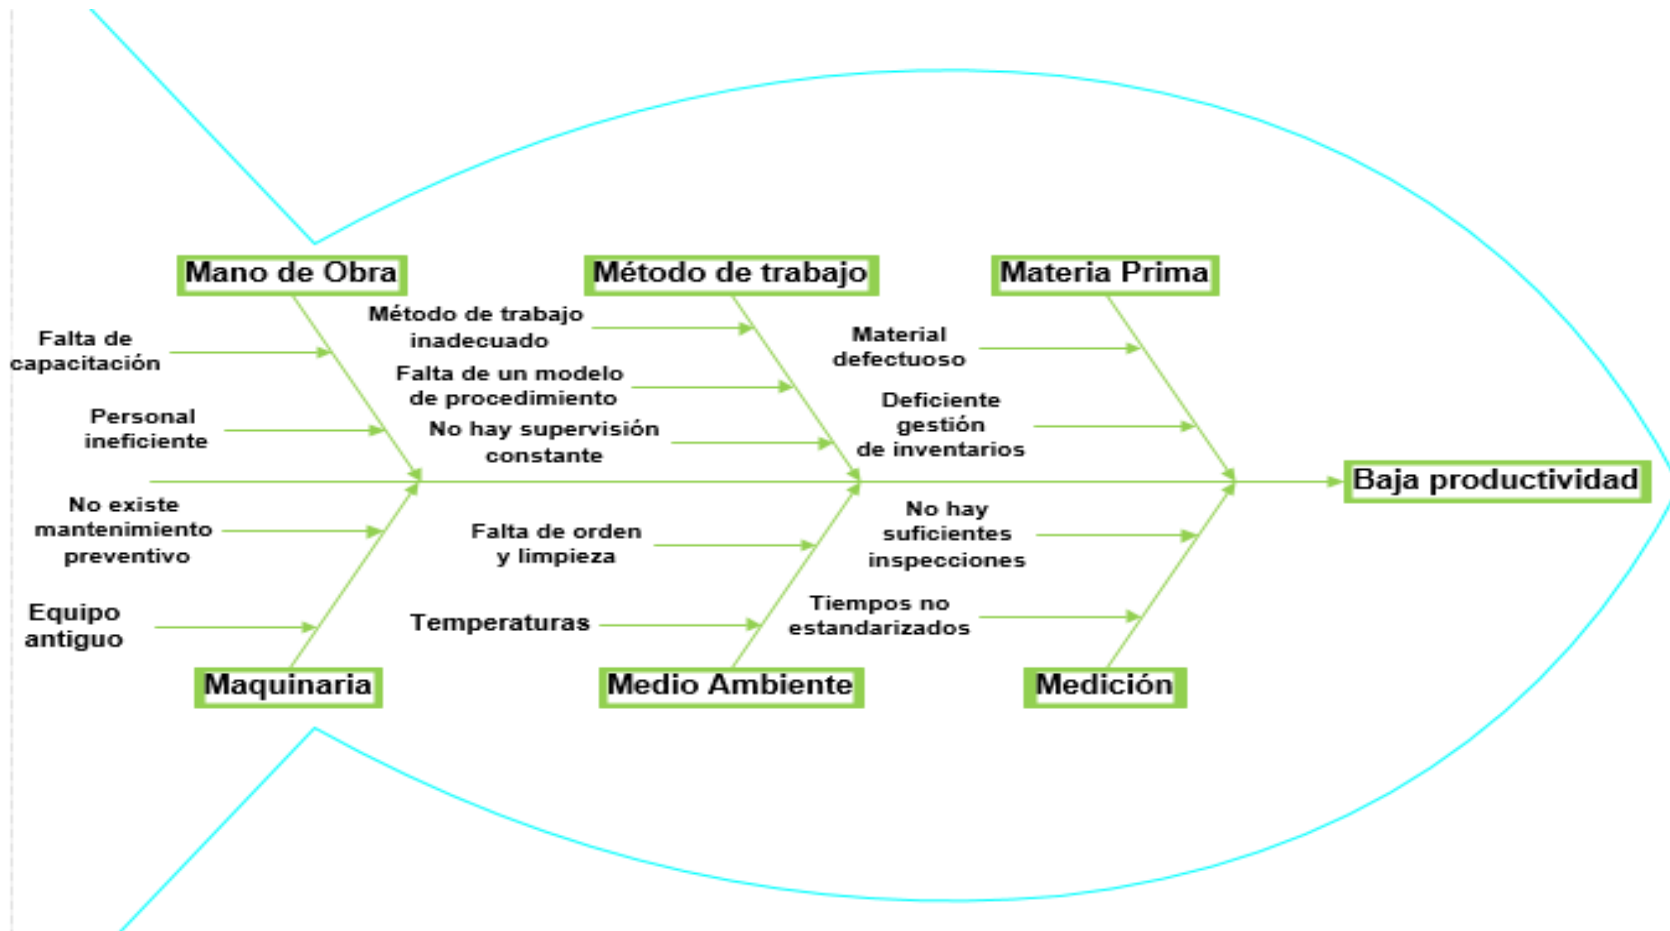 Mano de Obra
Método de trabajo
Materia Prima
Falta de
capacitación
Personal
ineficiente
Método de trabajo
inadecuado
Falta de un modelo
de procedimiento
No hay supervisión
constante
Material
defectuoso
Deficiente
gestión
de inventarios
Baja productividad
No existe
mantenimiento
preventivo
Equipo
antiguo
Falta de orden
y limpieza
Temperaturas
No hay
suficientes
inspecciones
Tiempos no
estandarizados
Maquinaria
Medio Ambiente
Medición